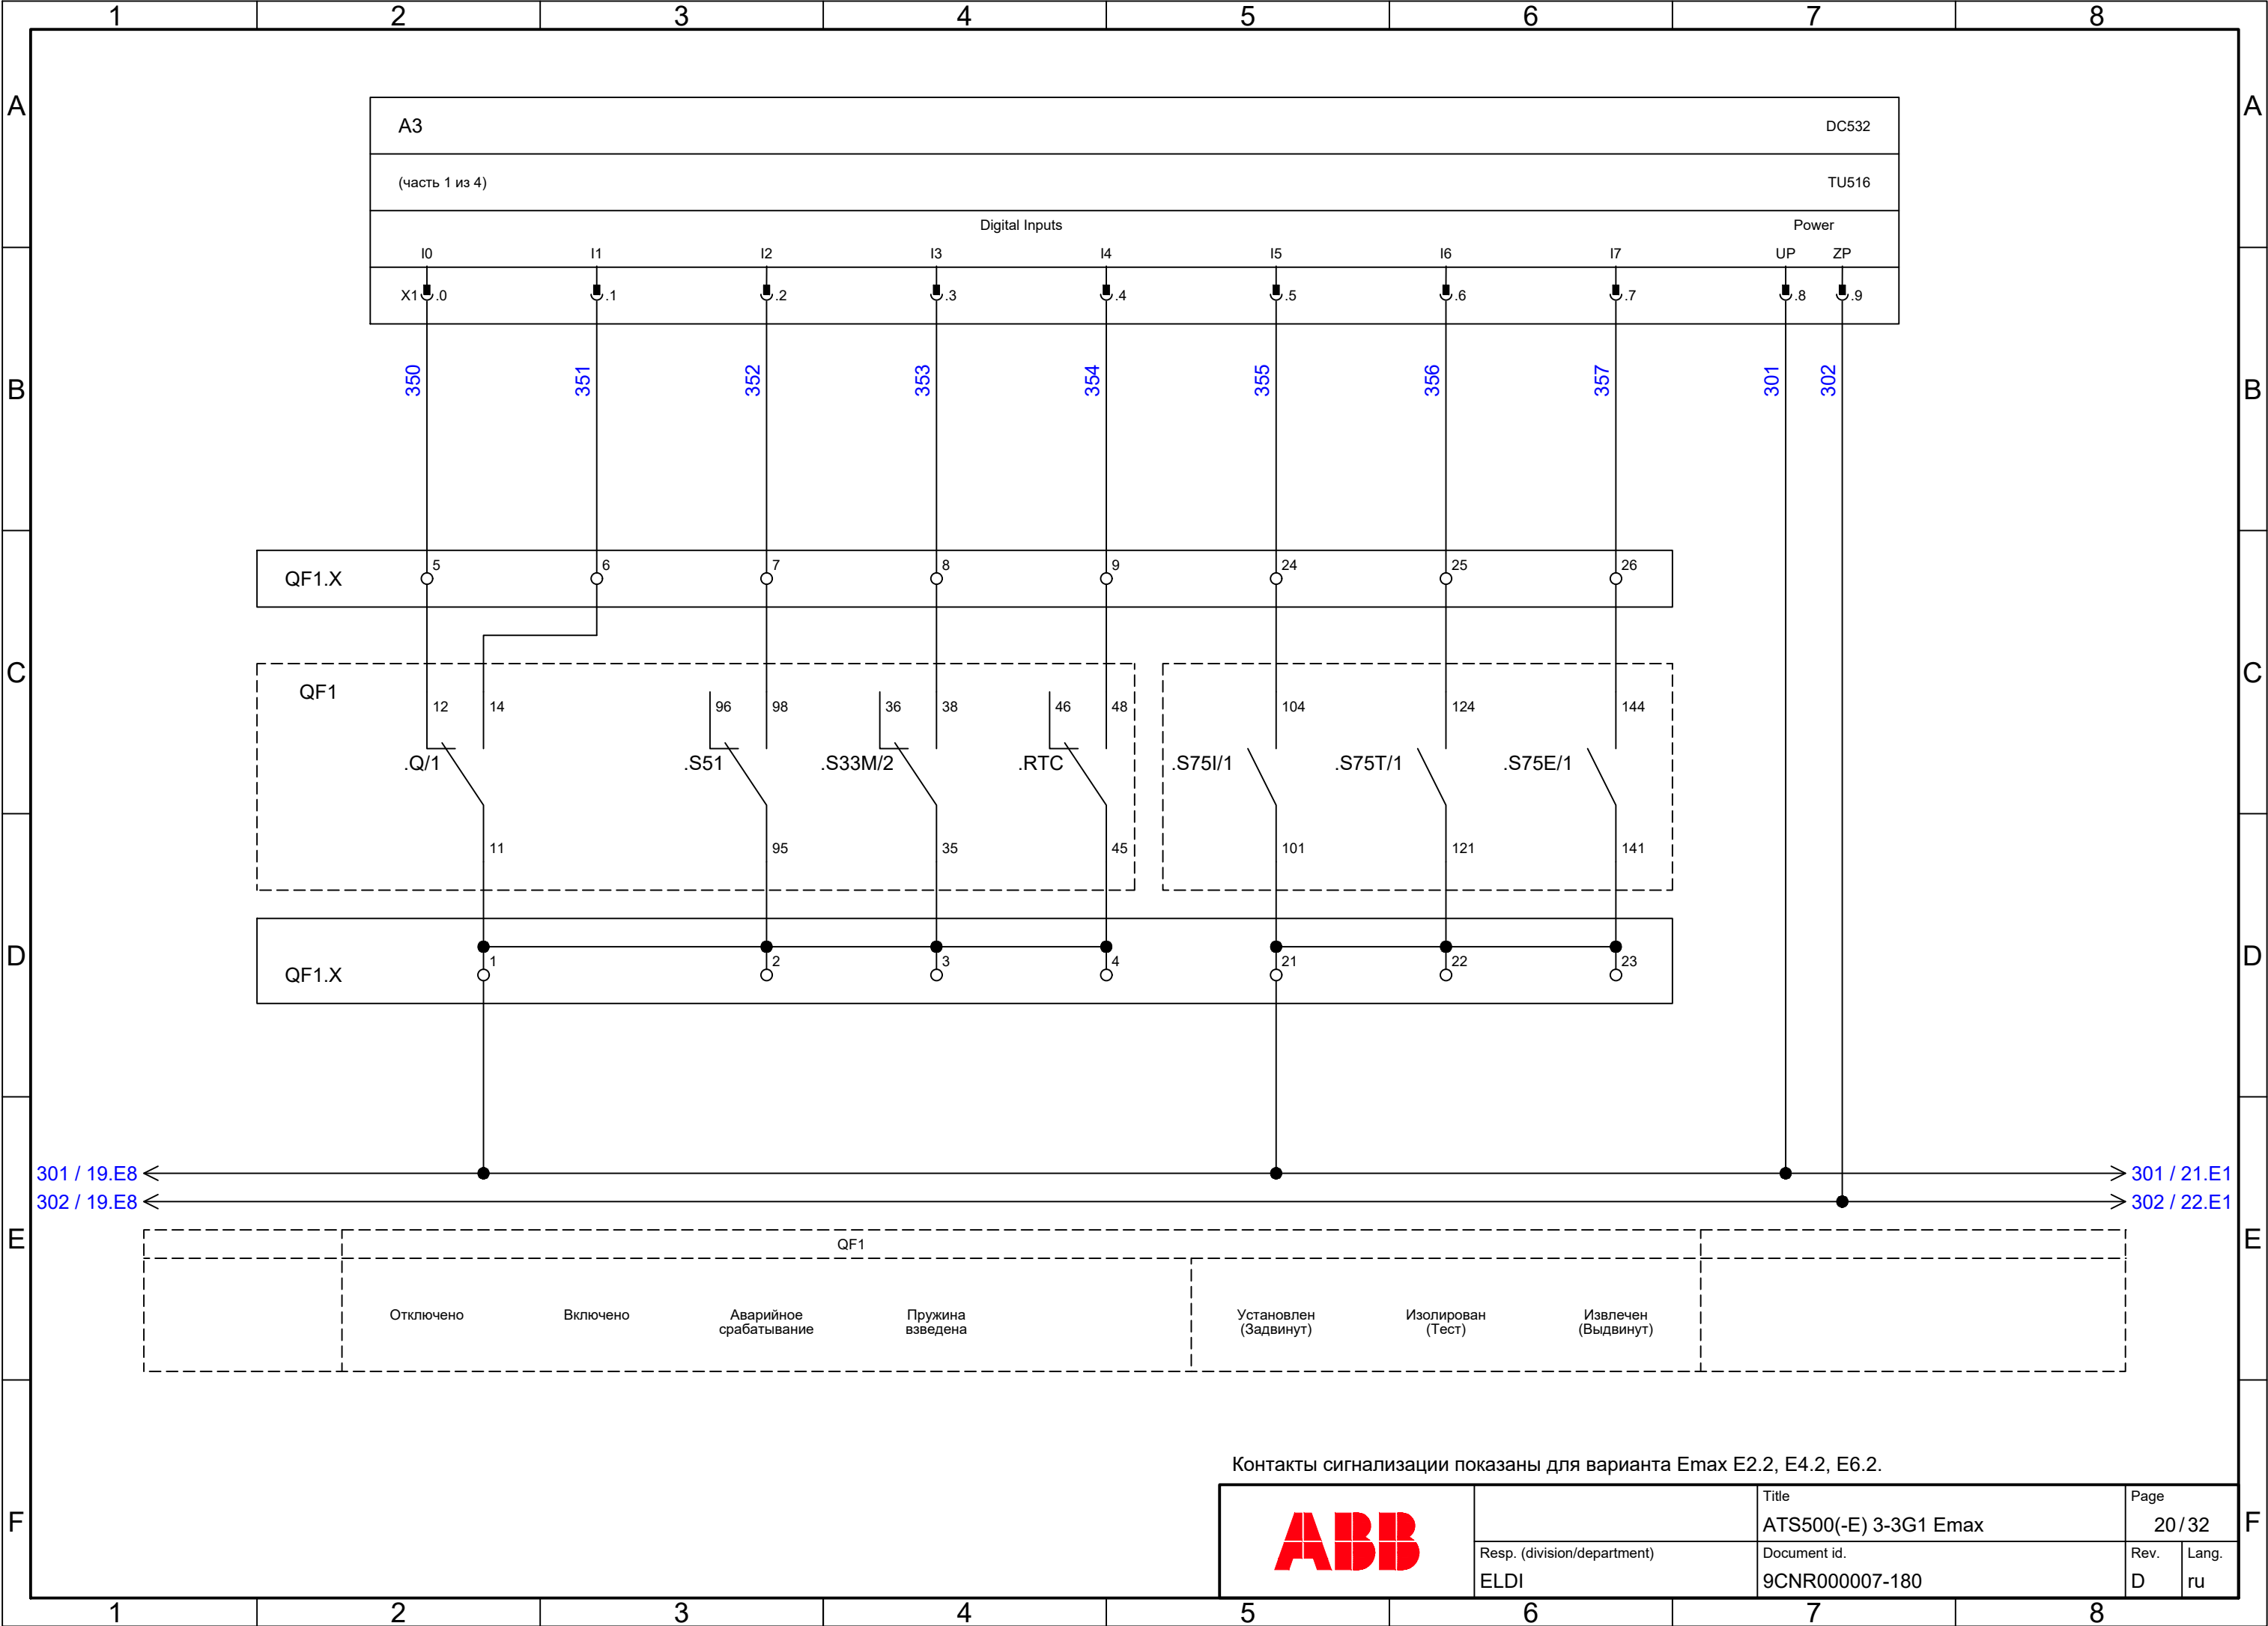 1 2 3 4 5 6 7 8
A A
A3 DC532
(часть 1 из 4) TU516
Digital Inputs Power
I0 I1 I2 I3 I4 I5 I6 I7 UP ZP
X1 .0 .1 .2 .3 .4 .5 .6 .7 .8 .9
350 351 352 353 354 355 356 357 301 302
B B
QF1.X 5 6 7 8 9 24 25 26
C C
QF1
12 14 96 98 36 38 46 48 104 124 144
.Q/1 .S51 .S33M/2 .RTC .S75I/1 .S75T/1 .S75E/1
11 95 35 45 101 121 141
D D
QF1.X 1 2 3 4 21 22 23
301 / 19.E8 301 / 21.E1
302 / 19.E8 302 / 22.E1
E E
QF1
Отключено
Включено
Аварийное
срабатывание
Пружина
взведена
Установлен
(Задвинут)
Изолирован
(Тест)
Извлечен
(Выдвинут)
Контакты сигнализации показаны для варианта Emax E2.2, E4.2, E6.2.
F F
ABB
Title
ATS500(-E) 3-3G1 Emax
Page
20/32
Resp. (division/department)
ELDI
Document id.
9CNR000007-180
Rev.
D
Lang.
ru
1 2 3 4 5 6 7 8